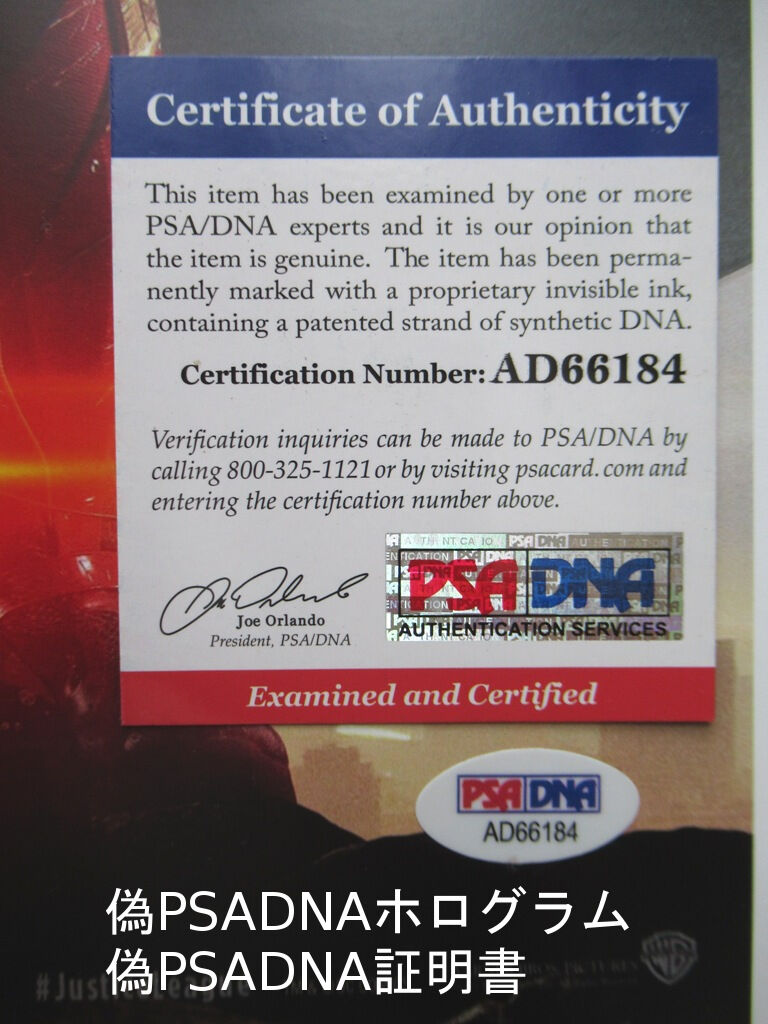 Certificate of Authenticity
This item has been examined by one or more
PSA/DNA experts and it is our opinion that
the item is genuine. The item has been perma-
nently marked with a proprietary invisible ink,
containing a patented strand of synthetic DNA.
Certification Number: AD66184
Verification inquiries can be made to PSA/DNA by
calling 800-325-1121 or by visiting psacard.com and
entering the certification number above.
PSA DNA
AUTHENTICATION SERVICES
Joe Orlando
President, PSA/DNA
Examined and Certified
PSA DNA
AD66184
偽PSADNAホログラム
偽PSADNA証明書
#JusticeLeague